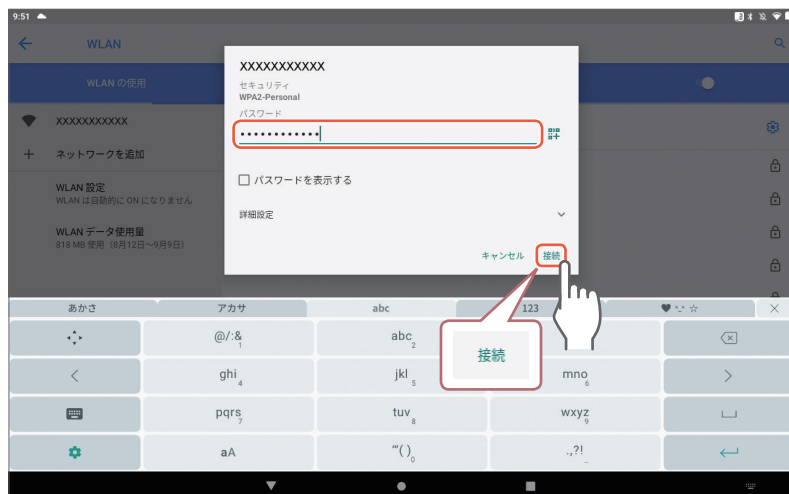 9:51
WLAN
WLAN の使用
XXXXXXXXXXX
ネットワークを追加
WLAN 設定
WLAN は自動的に ON になりません
WLAN データ使用量
818 MB 使用（8月12日～9月9日）
XXXXXXXXXXX
セキュリティ
WPA2-Personal
パスワード
••••••••••••
パスワードを表示する
詳細設定
キャンセル 接続
接続
あかさ アカサ abc 123 ♥ ^.^ ☆ ×
@/:& 1 abc 2
< ghi 4 jkl 5 mno 6 >
pqrs 7 tuv 8 wxyz 9
aA '"( ) 0 .,?! _